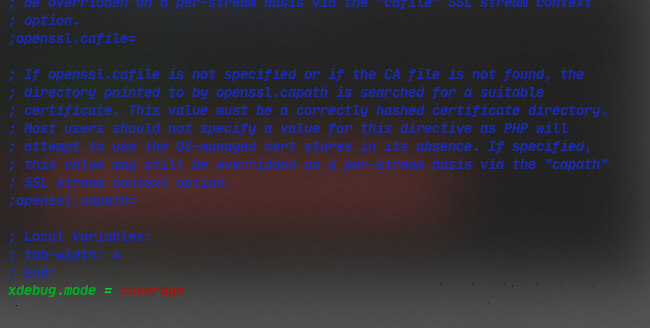 ; be overridden on a per-stream basis via the "cafile" SSL stream context
; option.
;openssl.cafile=
; If openssl.cafile is not specified or if the CA file is not found, the
; directory pointed to by openssl.capath is searched for a suitable
; certificate. This value must be a correctly hashed certificate directory.
; Most users should not specify a value for this directive as PHP will
; attempt to use the OS-managed cert stores in its absence. If specified,
; this value may still be overridden on a per-stream basis via the "capath"
; SSL stream context option.
;openssl.capath=
; Local Variables:
; tab-width: 4
; End:
xdebug.mode = coverage